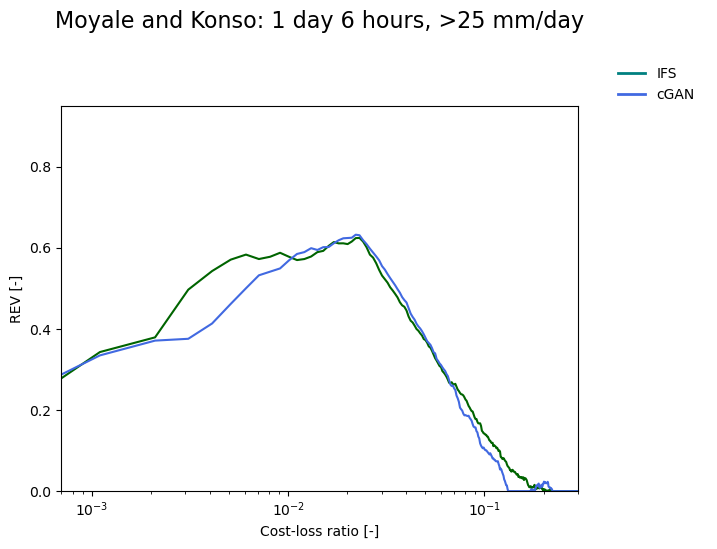 Moyale and Konso: 1 day 6 hours, >25 mm/day
IFS
cGAN
0.8
0.6
0.4
0.2
0.0
REV [-]
10⁻³
10⁻²
10⁻¹
Cost-loss ratio [-]